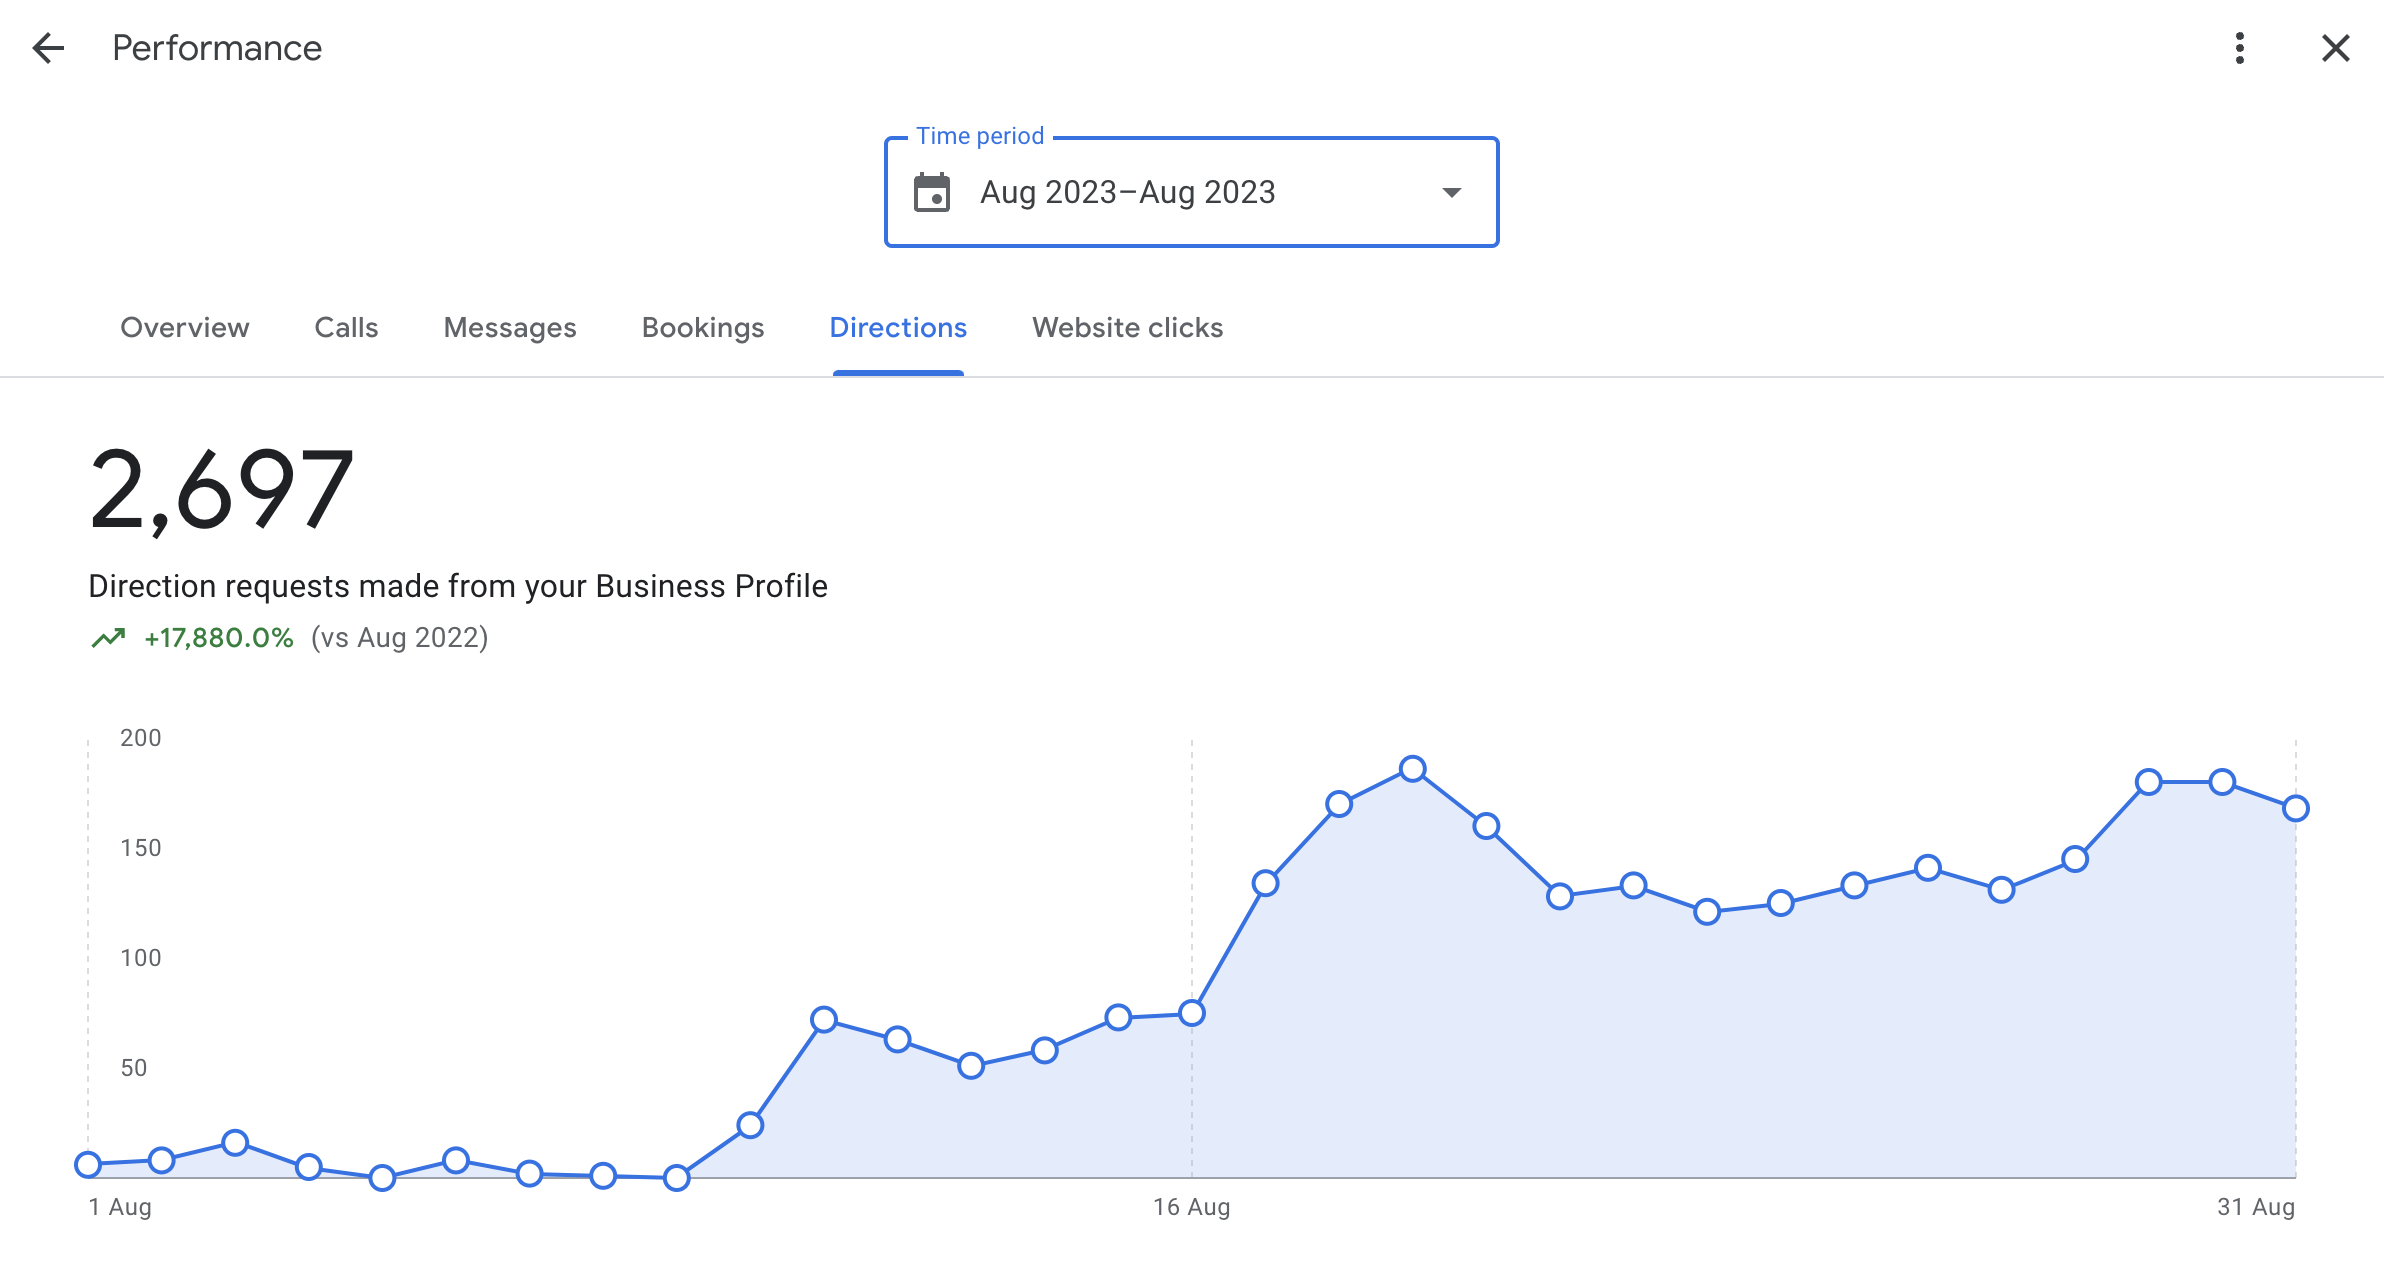 Performance
Time period
Aug 2023–Aug 2023
Overview Calls Messages Bookings Directions Website clicks
2,697
Direction requests made from your Business Profile
+17,880.0% (vs Aug 2022)
200
150
100
50
1 Aug 16 Aug 31 Aug